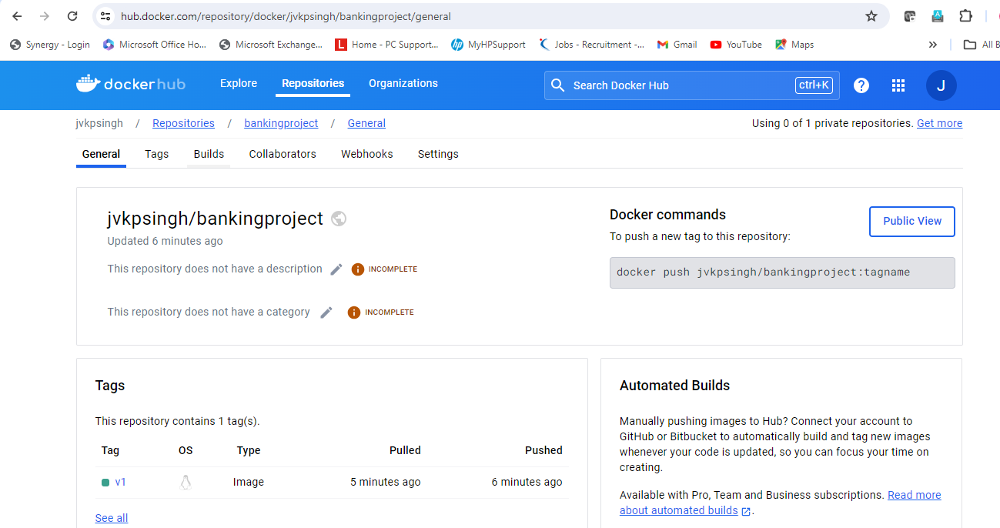 hub.docker.com/repository/docker/jvkpsingh/bankingproject/general
Synergy - Login Microsoft Office Ho... Microsoft Exchange... Home - PC Support... MyHPSupport Jobs - Recruitment -... Gmail YouTube Maps » All B
dockerhub Explore Repositories Organizations Search Docker Hub ctrl+K ? J
jvkpsingh / Repositories / bankingproject / General Using 0 of 1 private repositories. Get more
General Tags Builds Collaborators Webhooks Settings
jvkpsingh/bankingproject
Updated 6 minutes ago
This repository does not have a description INCOMPLETE
This repository does not have a category INCOMPLETE
Docker commands
Public View
To push a new tag to this repository:
docker push jvkpsingh/bankingproject:tagname
Tags
This repository contains 1 tag(s).
Tag OS Type Pulled Pushed
v1 Image 5 minutes ago 6 minutes ago
See all
Automated Builds
Manually pushing images to Hub? Connect your account to
GitHub or Bitbucket to automatically build and tag new images
whenever your code is updated, so you can focus your time on
creating.
Available with Pro, Team and Business subscriptions. Read more
about automated builds .